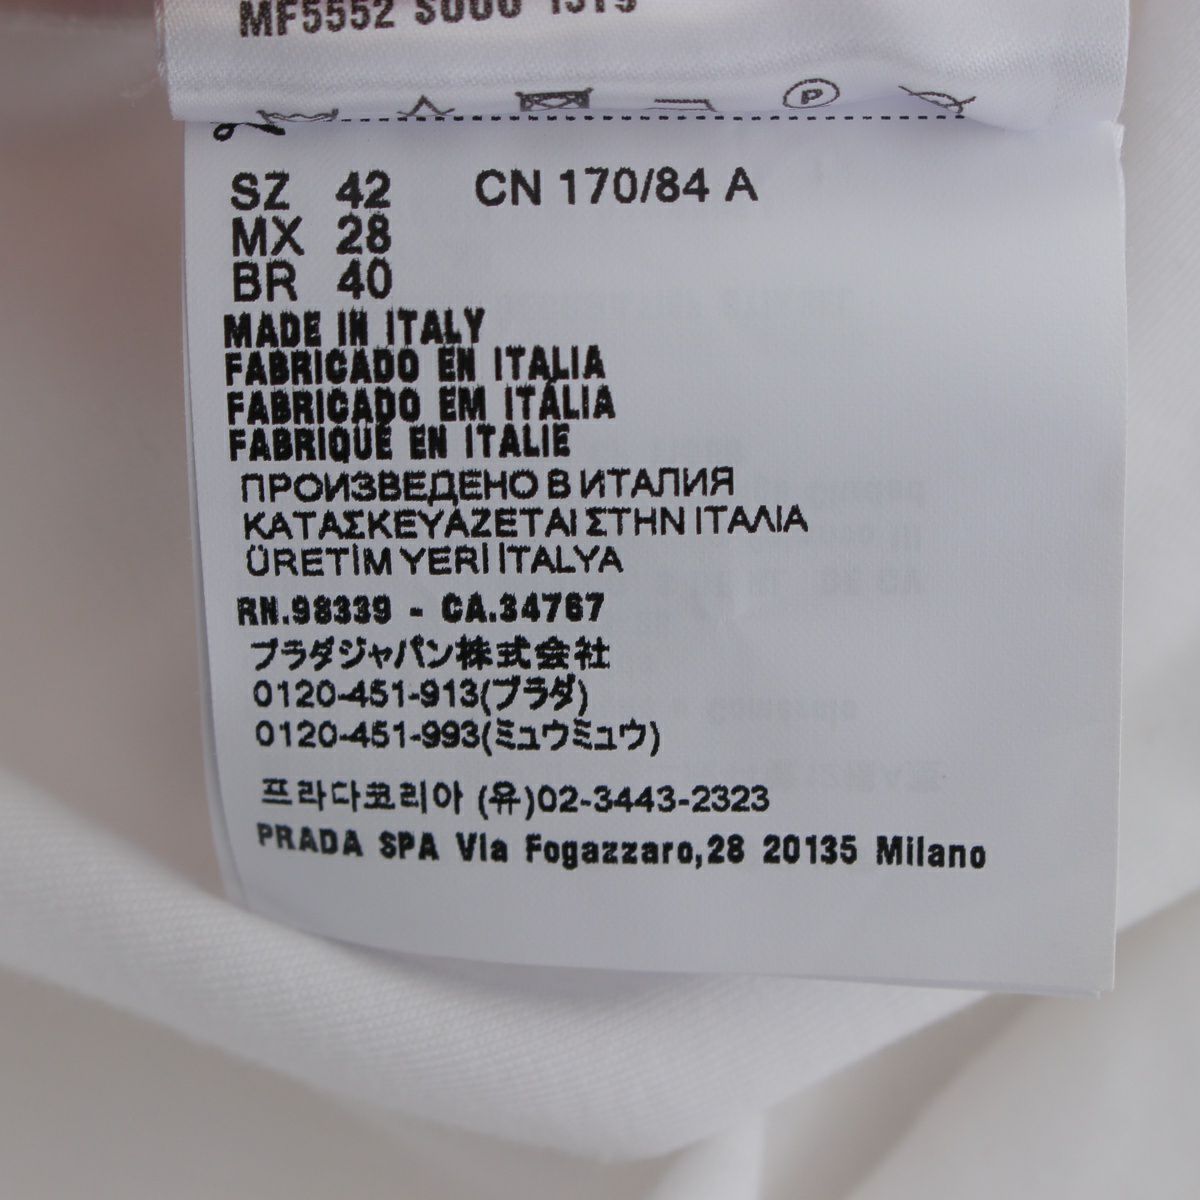 MF5552 S000
SZ 42 CN 170/84 A
MX 28
BR 40
MADE IN ITALY
FABRICADO EN ITALIA
FABRICADO EM ITÁLIA
FABRIQUÉ EN ITALIE
ПРОИЗВЕДЕНО В ИТАЛИЯ
ΚΑΤΑΣΚΕΥΑΖΕΤΑΙ ΣΤΗΝ ΙΤΑΛΙΑ
ÜRETİM YERİ İTALYA
RN.98339 - CA.34767
プラダジャパン株式会社
0120-451-913(プラダ)
0120-451-993(ミュウミュウ)
프라다코리아 (유)02-3443-2323
PRADA SPA Via Fogazzaro,28 20135 Milano